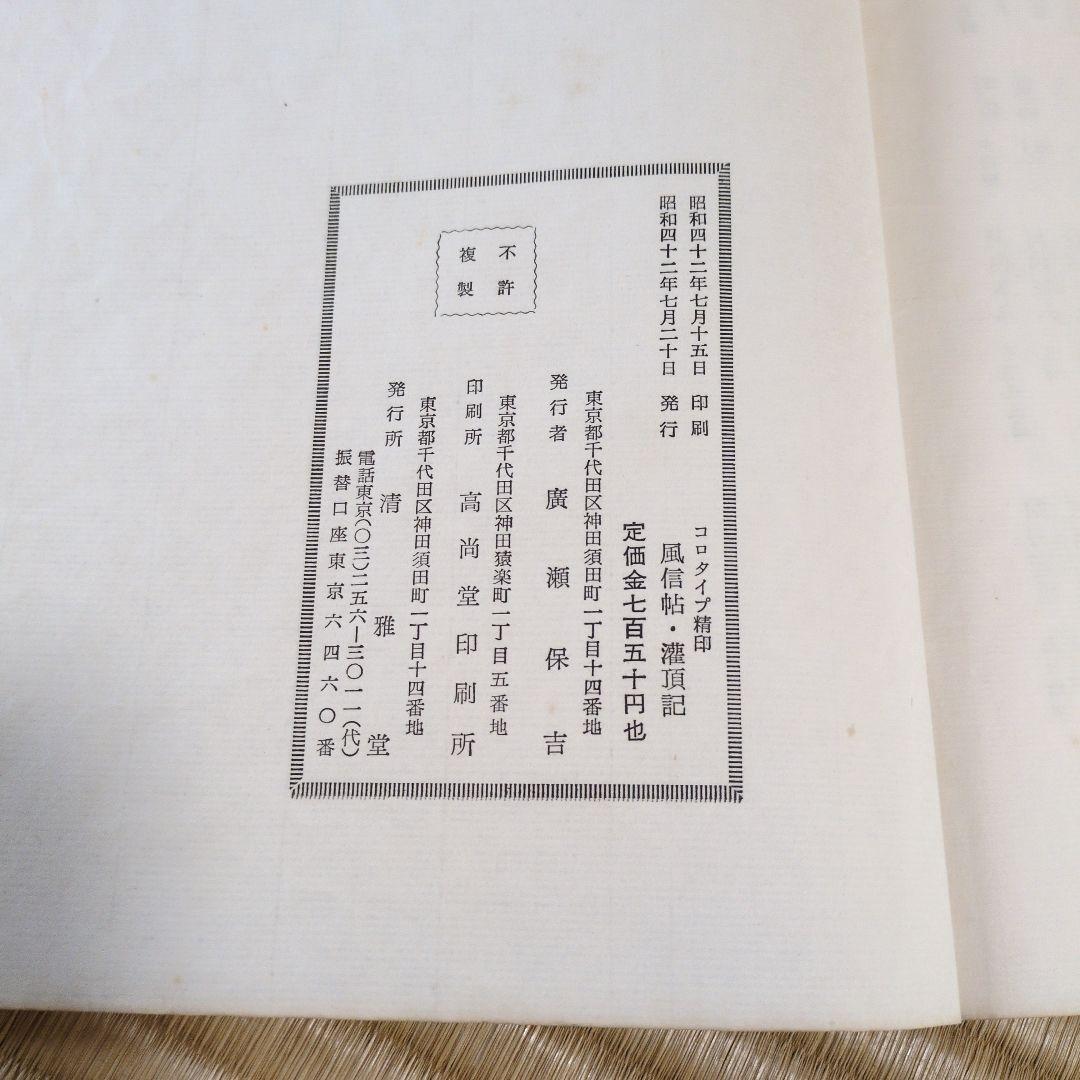 昭和四十二年七月十五日 印刷
昭和四十二年七月二十日 発行
コロタイプ精印
風信帖・灌頂記
定価金七百五十円也
東京都千代田区神田須田町一丁目十四番地
発行者 廣瀬保吉
東京都千代田区神田猿楽町一丁目五番地
印刷所 高尚堂印刷所
東京都千代田区神田須田町一丁目十四番地
発行所 清雅堂
電話東京(〇三)二五六―三〇一一(代)
振替口座東京六四六〇番
不許
複製